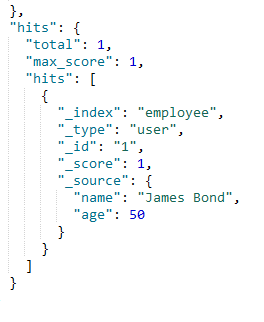 },
"hits": {
  "total": 1,
  "max_score": 1,
  "hits": [
    {
      "_index": "employee",
      "_type": "user",
      "_id": "1",
      "_score": 1,
      "_source": {
        "name": "James Bond",
        "age": 50
      }
    }
  ]
}